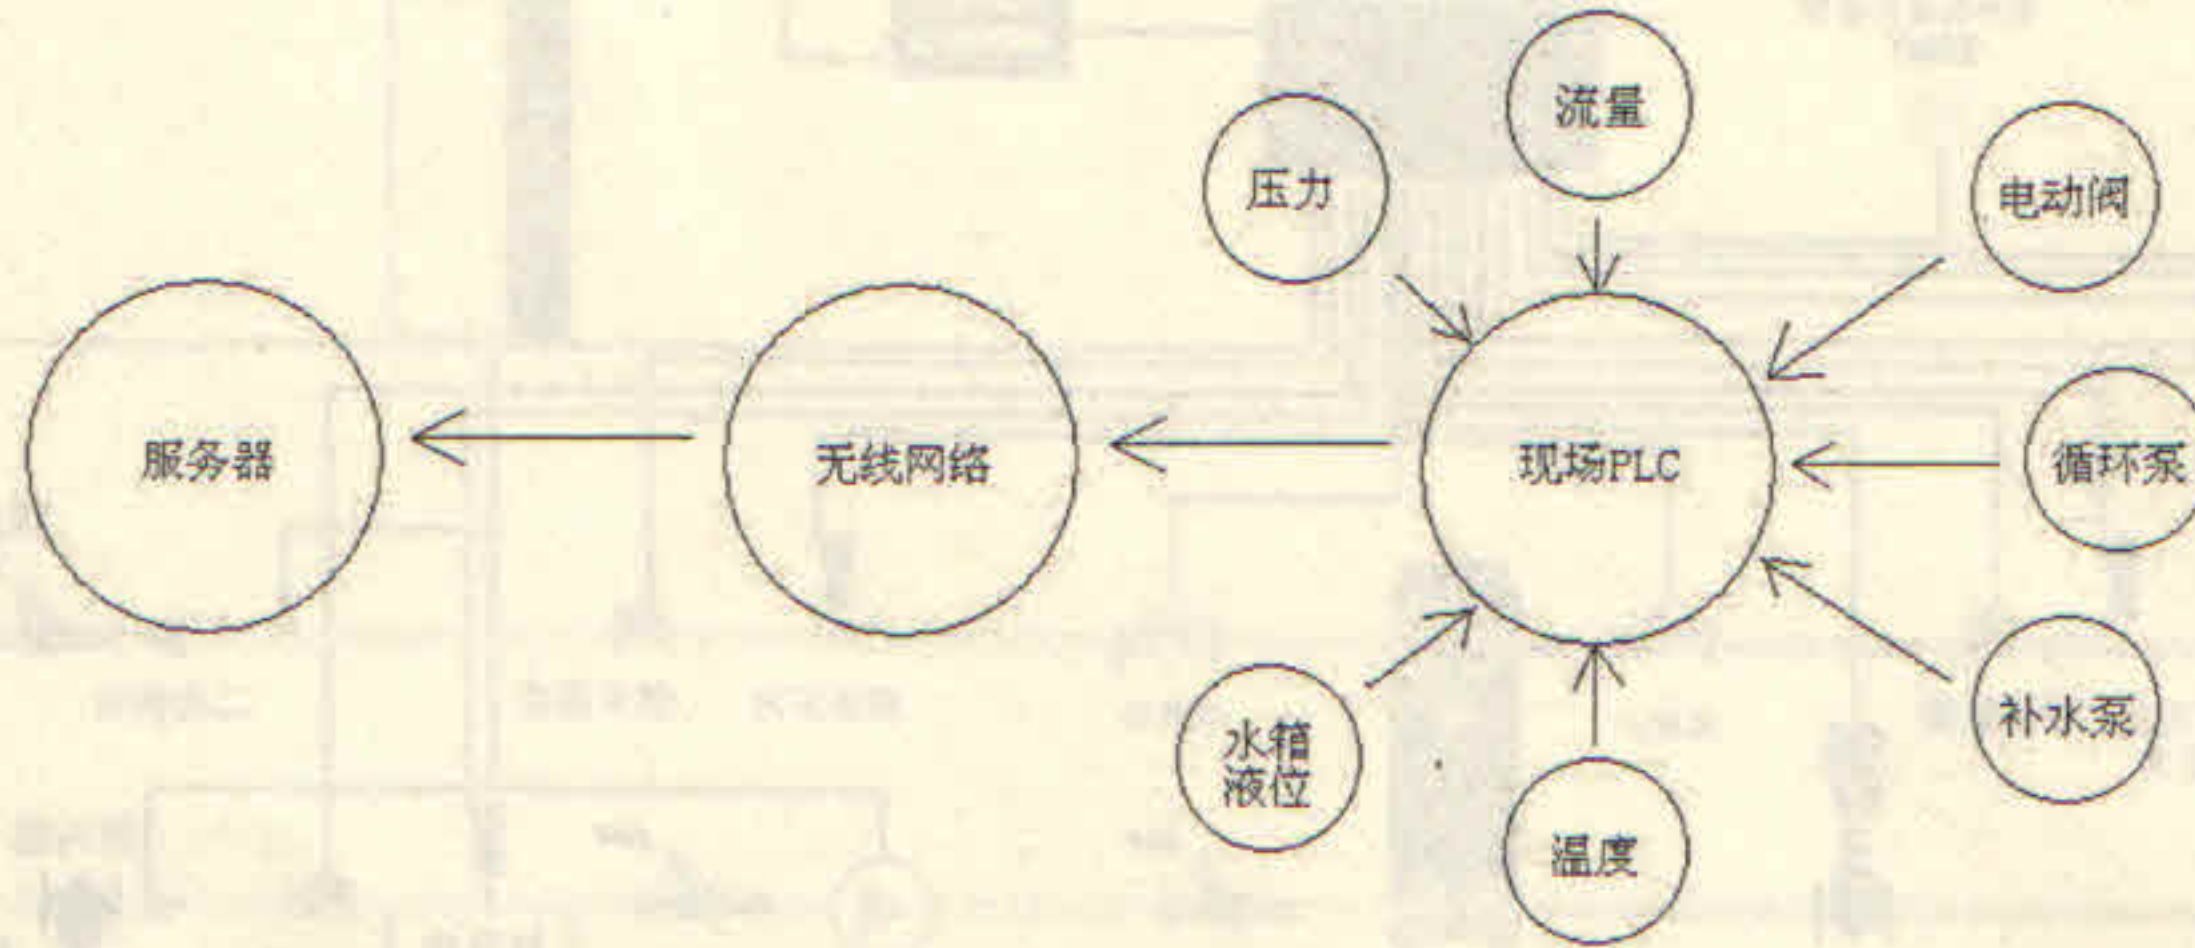 流量
压力
电动阀
服务器
无线网络
现场PLC
循环泵
水箱
液位
补水泵
温度